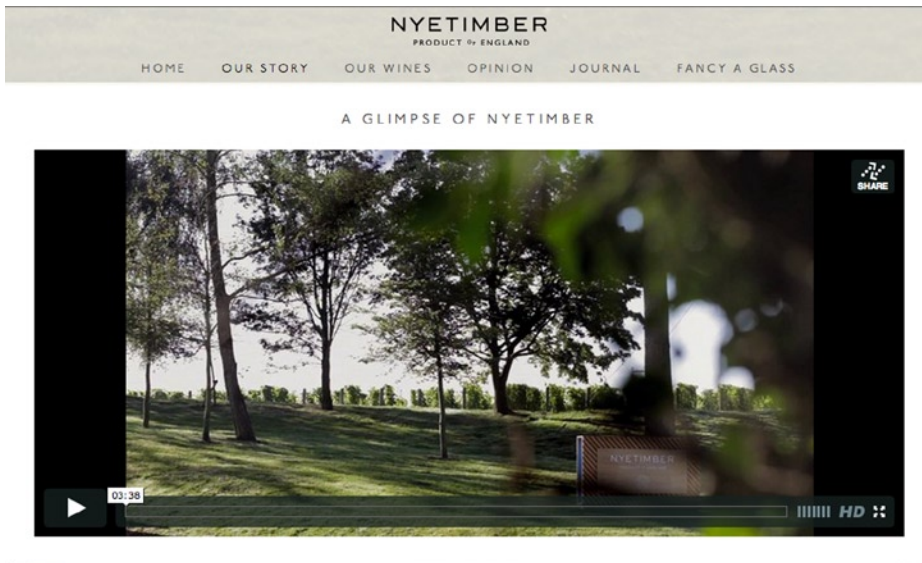 NYETIMBER
PRODUCT OF ENGLAND
HOME OUR STORY OUR WINES OPINION JOURNAL FANCY A GLASS
A GLIMPSE OF NYETIMBER
SHARE
NYETIMBER
03:38
HD